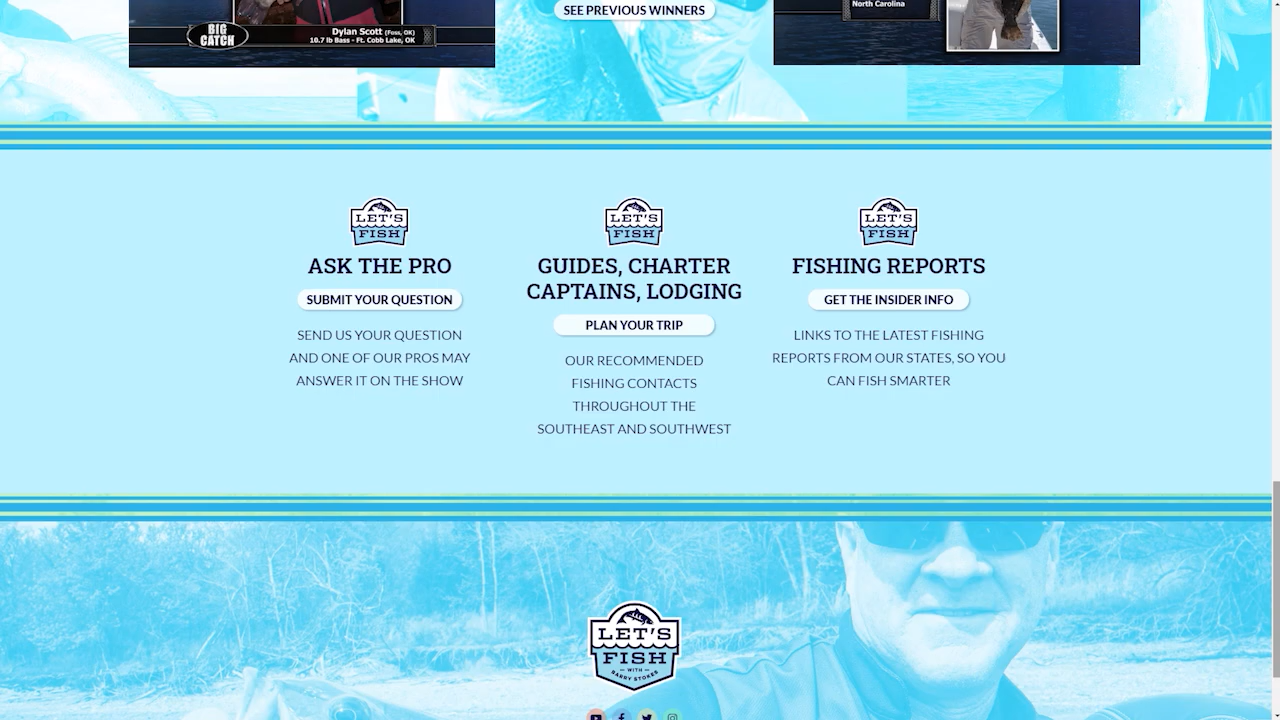 SEE PREVIOUS WINNERS
North Carolina
BIG
CATCH
Dylan Scott (Foss, OK)
10.7 lb Bass - Ft. Cobb Lake, OK
LET'S
FISH
ASK THE PRO
SUBMIT YOUR QUESTION
SEND US YOUR QUESTION
AND ONE OF OUR PROS MAY
ANSWER IT ON THE SHOW
LET'S
FISH
GUIDES, CHARTER
CAPTAINS, LODGING
PLAN YOUR TRIP
OUR RECOMMENDED
FISHING CONTACTS
THROUGHOUT THE
SOUTHEAST AND SOUTHWEST
LET'S
FISH
FISHING REPORTS
GET THE INSIDER INFO
LINKS TO THE LATEST FISHING
REPORTS FROM OUR STATES, SO YOU
CAN FISH SMARTER
LET'S
FISH
WITH
BARRY STOKES